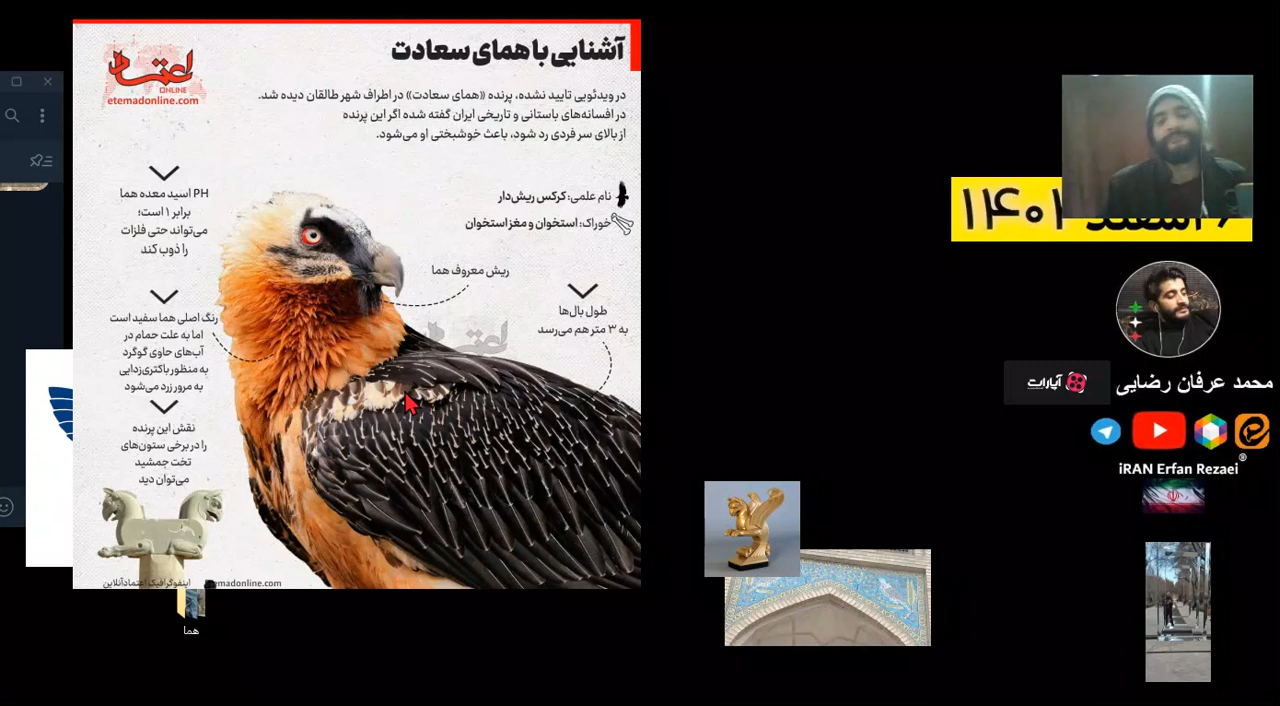 آشنایی با همای سعادت
اعتماد
ONLINE
etemadonline.com
در ویدئویی تایید نشده، پرنده «همای سعادت» در اطراف شهر طالقان دیده شد.
در افسانه‌های باستانی و تاریخی ایران گفته شده اگر این پرنده
از بالای سر فردی رد شود، باعث خوشبختی او می‌شود.
نام علمی: کرکس ریش‌دار
خوراک: استخوان و مغز استخوان
ریش معروف هما
طول بال‌ها
به ۳ متر هم می‌رسد
PH اسید معده هما
برابر ۱ است؛
می‌تواند حتی فلزات
را ذوب کند
رنگ اصلی هما سفید است
اما به علت حمام در
آب‌های حاوی گوگرد
به منظور باکتری‌زدایی
به مرور زرد می‌شود
نقش این پرنده
را در برخی ستون‌های
تخت جمشید
می‌توان دید
اینفوگرافیک اعتمادآنلاین
etemadonline.com
هما
اسفند ۱۴۰۲
محمد عرفان رضایی
آپارات
iRAN Erfan Rezaei®